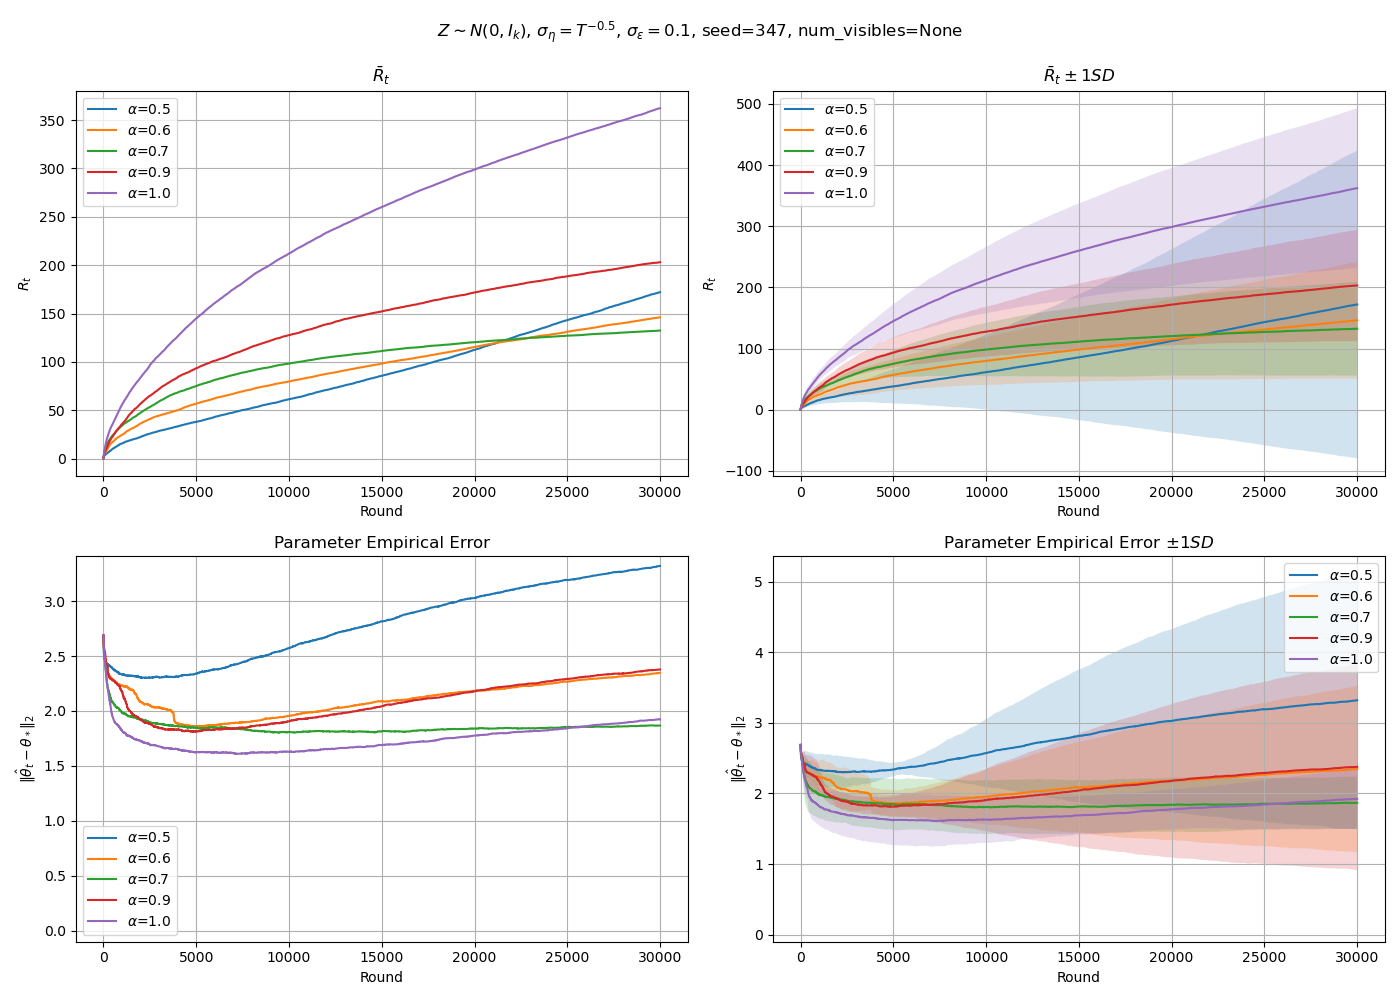 Z ~ N(0, I_k), σ_η = T^{-0.5}, σ_ε = 0.1, seed=347, num_visibles=None
R̄_t
R_t
350
300
250
200
150
100
50
0
α=0.5
α=0.6
α=0.7
α=0.9
α=1.0
0 5000 10000 15000 20000 25000 30000
Round
R̄_t ± 1SD
R_t
500
400
300
200
100
0
−100
α=0.5
α=0.6
α=0.7
α=0.9
α=1.0
0 5000 10000 15000 20000 25000 30000
Round
Parameter Empirical Error
‖θ̂_t − θ_*‖_2
3.0
2.5
2.0
1.5
1.0
0.5
0.0
α=0.5
α=0.6
α=0.7
α=0.9
α=1.0
0 5000 10000 15000 20000 25000 30000
Round
Parameter Empirical Error ±1SD
‖θ̂_t − θ_*‖_2
5
4
3
2
1
0
α=0.5
α=0.6
α=0.7
α=0.9
α=1.0
0 5000 10000 15000 20000 25000 30000
Round